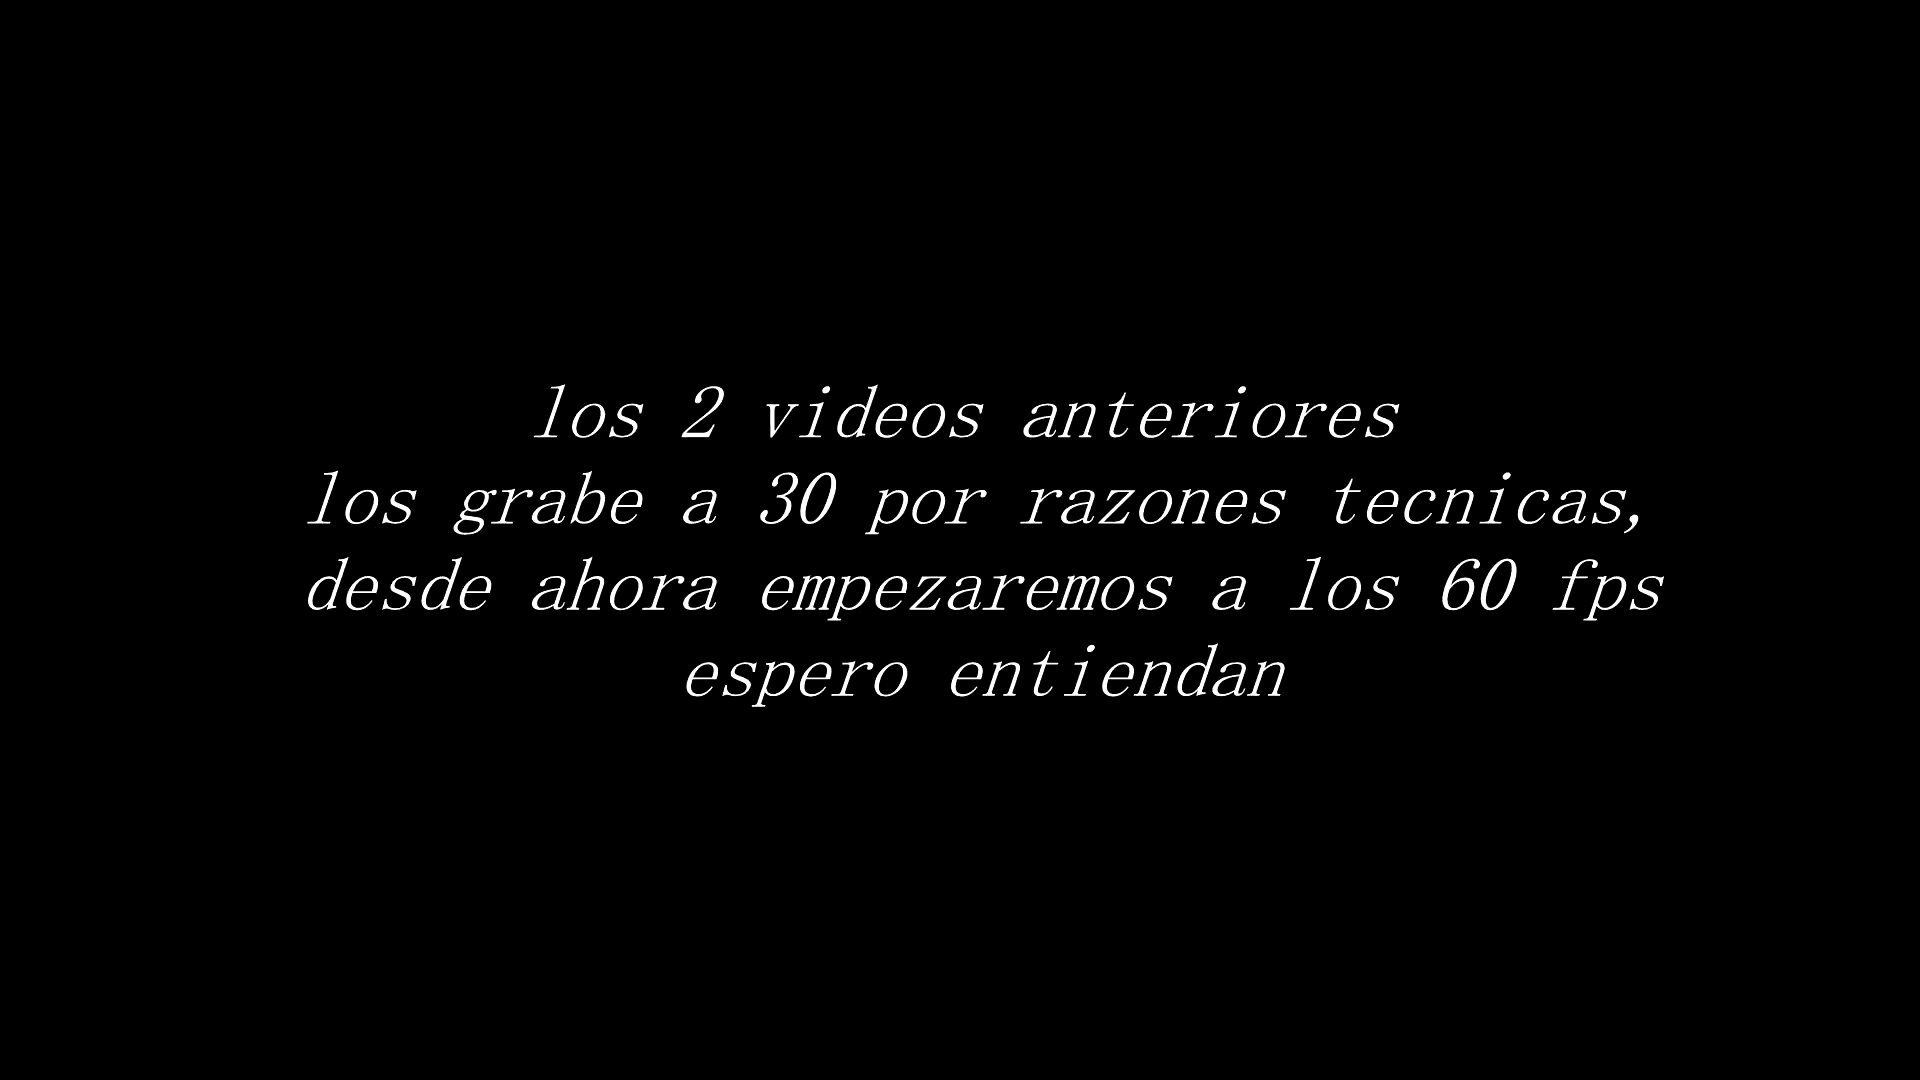 los 2 videos anteriores
los grabe a 30 por razones tecnicas,
desde ahora empezaremos a los 60 fps
espero entiendan